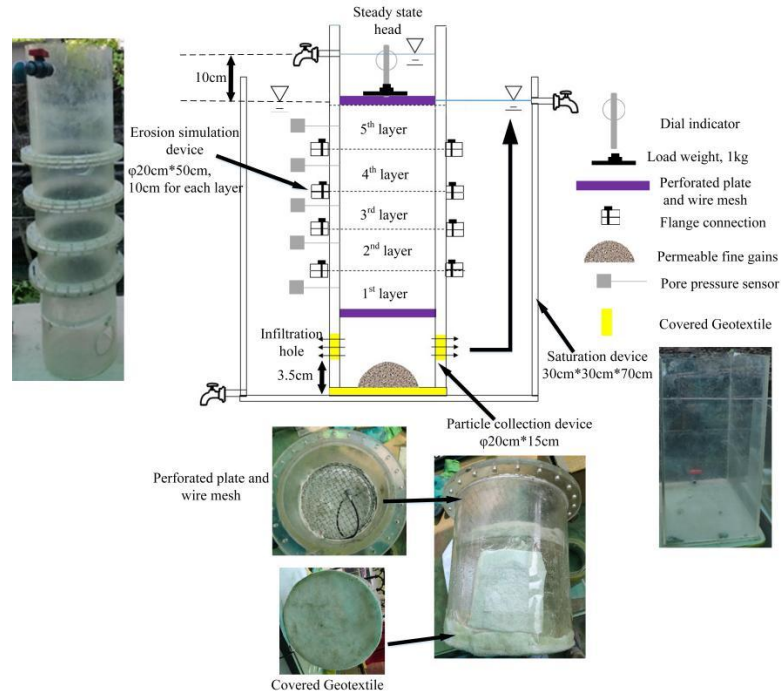 Steady state
head
10cm
Erosion simulation
device
φ20cm*50cm,
10cm for each layer
5th layer
4th layer
3rd layer
2nd layer
1st layer
Infiltration
hole
3.5cm
Dial indicator
Load weight, 1kg
Perforated plate
and wire mesh
Flange connection
Permeable fine gains
Pore pressure sensor
Covered Geotextile
Saturation device
30cm*30cm*70cm
Particle collection device
φ20cm*15cm
Perforated plate and
wire mesh
Covered Geotextile